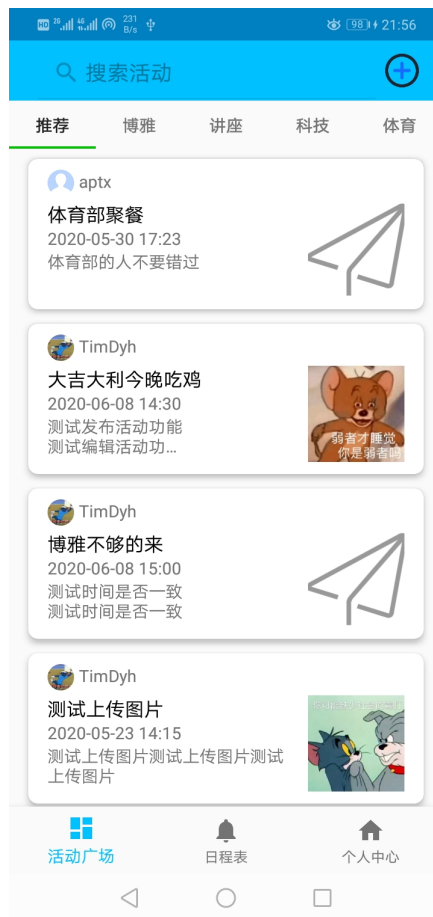 HD 2G 4G 231 B/s 98 21:56
搜索活动
推荐 博雅 讲座 科技 体育
aptx
体育部聚餐
2020-05-30 17:23
体育部的人不要错过
TimDyh
大吉大利今晚吃鸡
2020-06-08 14:30
测试发布活动功能
测试编辑活动功...
弱者才睡觉
你是弱者吗
TimDyh
博雅不够的来
2020-06-08 15:00
测试时间是否一致
测试时间是否一致
TimDyh
测试上传图片
2020-05-23 14:15
测试上传图片测试上传图片测试
上传图片
活动广场 日程表 个人中心